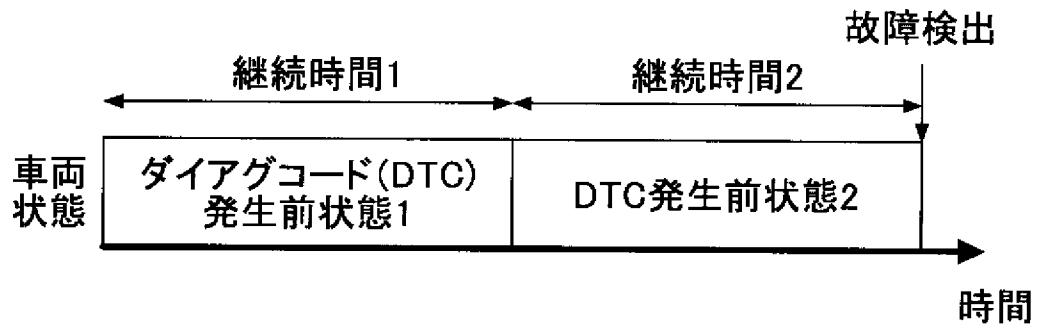 故障検出
継続時間1
継続時間2
車両
状態
ダイアグコード(DTC)
発生前状態1
DTC発生前状態2
時間